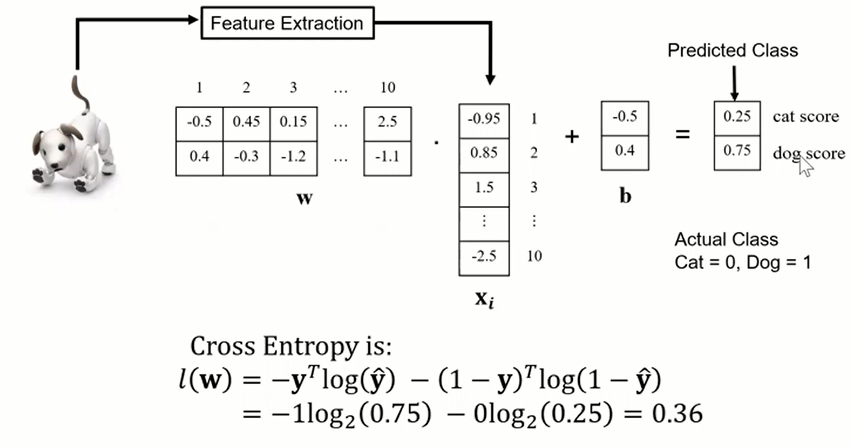 Feature Extraction
Predicted Class
1 2 3 ... 10
-0.5 0.45 0.15 ... 2.5
0.4 -0.3 -1.2 ... -1.1
w
.
-0.95 1
0.85 2
1.5 3
⋮ ⋮
-2.5 10
x_i
+
-0.5
0.4
b
=
0.25 cat score
0.75 dog score
Actual Class
Cat = 0, Dog = 1
Cross Entropy is:
l(w) = −y^T log(ŷ) − (1 − y)^T log(1 − ŷ)
= −1log₂(0.75) − 0log₂(0.25) = 0.36